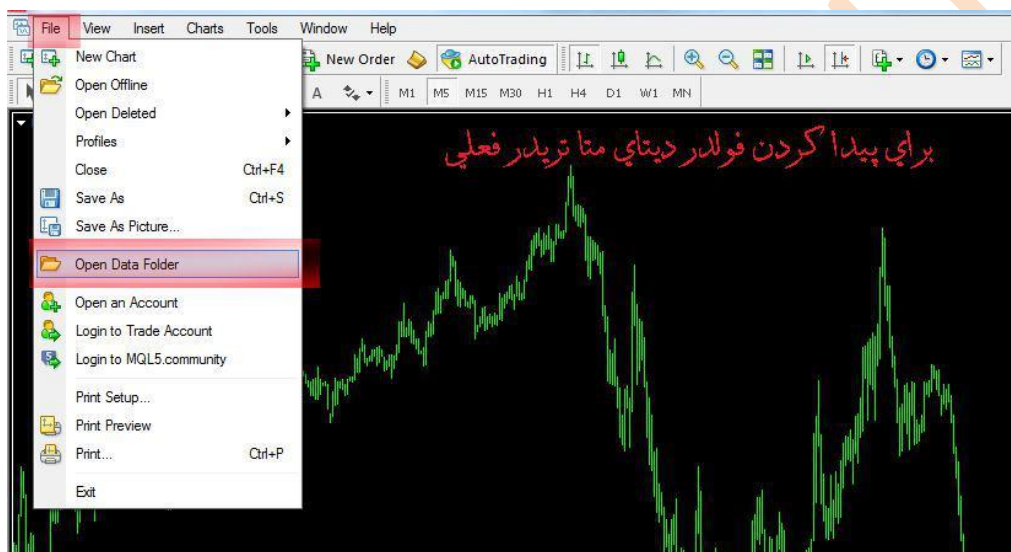 File View Insert Charts Tools Window Help
New Order AutoTrading
A M1 M5 M15 M30 H1 H4 D1 W1 MN
New Chart
Open Offline
Open Deleted
Profiles
Close Ctrl+F4
Save As Ctrl+S
Save As Picture...
Open Data Folder
Open an Account
Login to Trade Account
Login to MQL5.community
Print Setup...
Print Preview
Print... Ctrl+P
Exit
براي پيدا كردن فولدر ديتاي متا تريدر فعلي